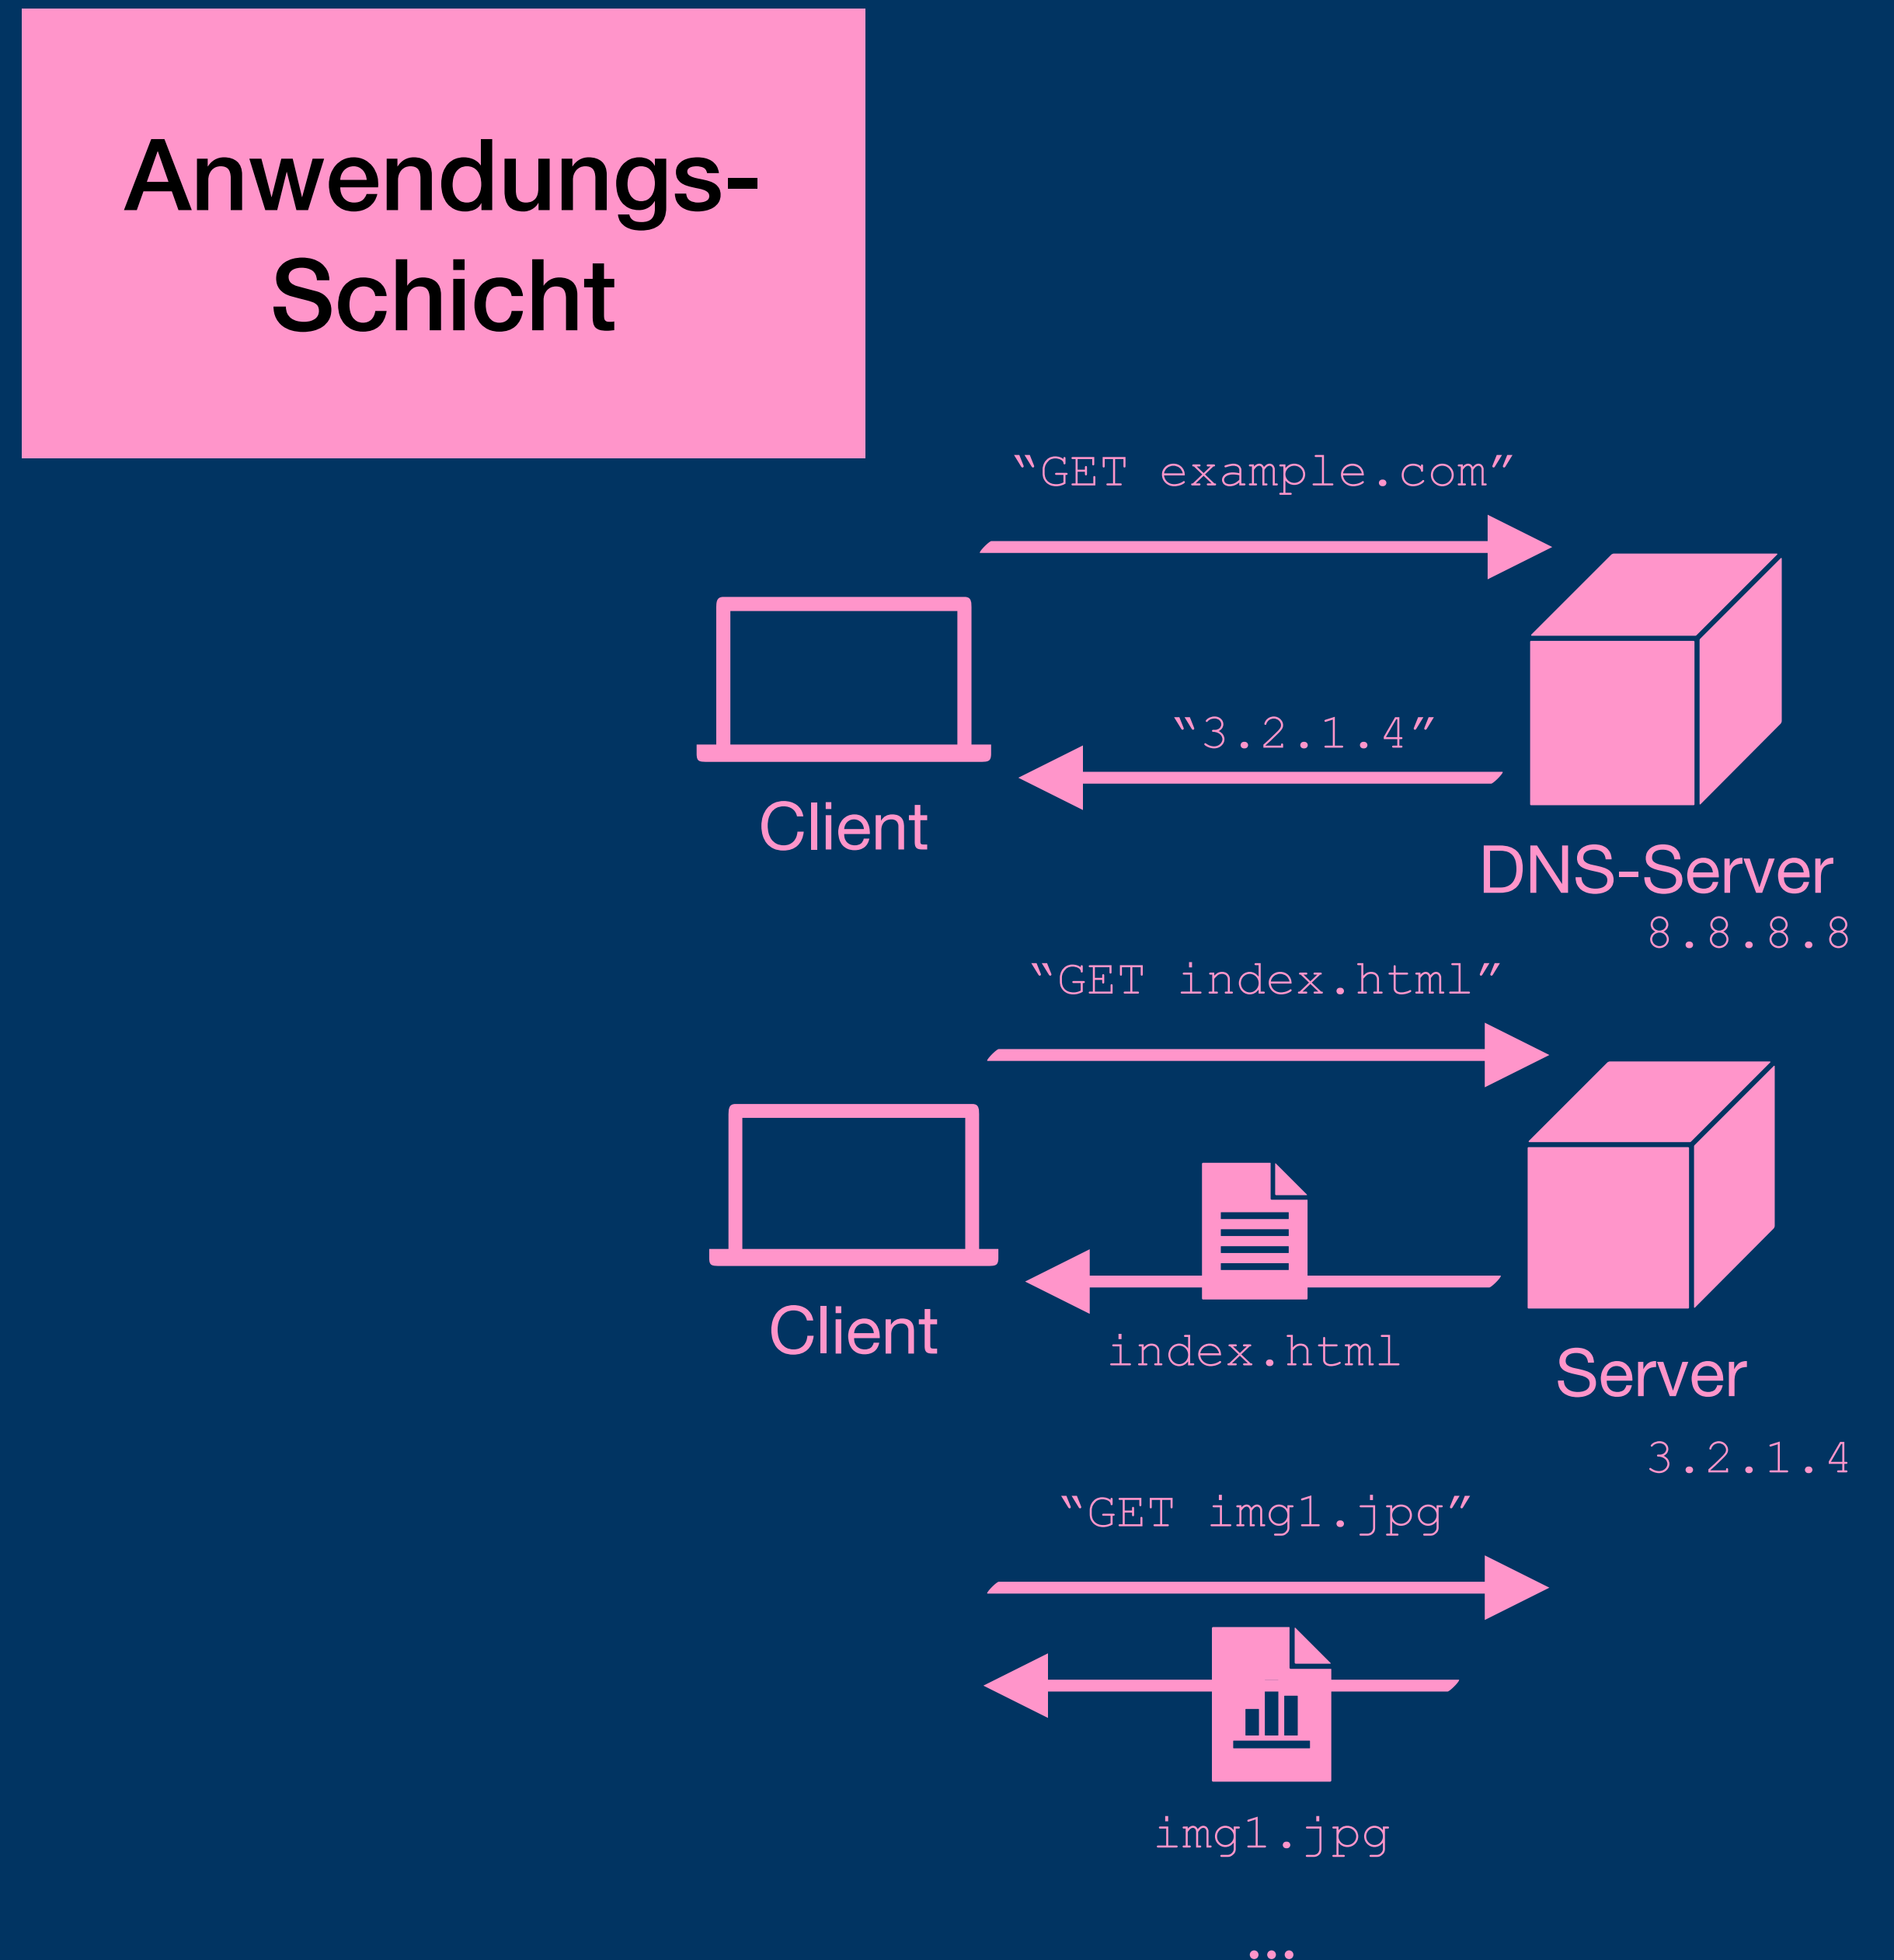 Anwendungs-
Schicht
“GET example.com”
“3.2.1.4”
Client
DNS-Server
8.8.8.8
“GET index.html”
Client
index.html
Server
3.2.1.4
“GET img1.jpg”
img1.jpg
...